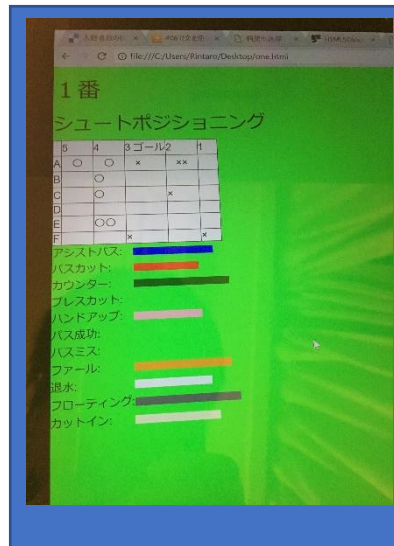 file:///C:/Users/Rintaro/Desktop/one.html
1番
シュートポジショニング
5 4 3ゴール2 1
A ○ ○ × ××
B ○
C ○ ×
D
E ○○
F × ×
アシストパス:
パスカット:
カウンター:
プレスカット:
ハンドアップ:
パス成功:
パスミス:
ファール:
退水:
フローティング:
カットイン: